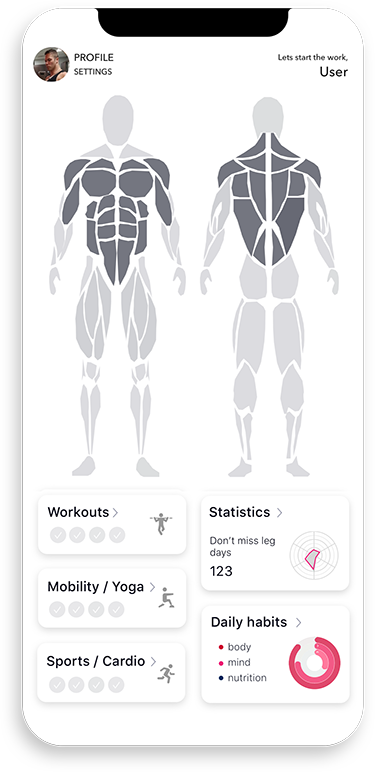 PROFILE
SETTINGS
Lets start the work,
User
Workouts
Mobility / Yoga
Sports / Cardio
Statistics
Don't miss leg
days
123
Daily habits
body
mind
nutrition